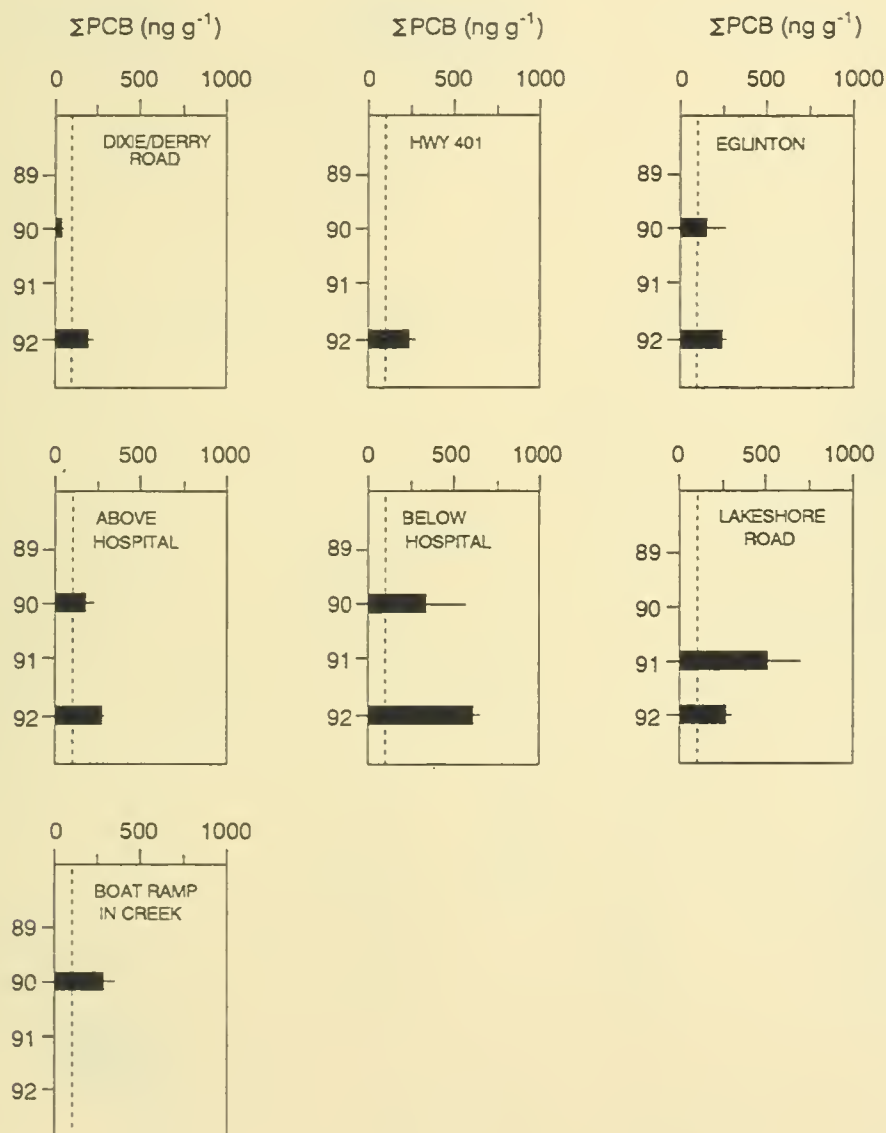 ΣPCB (ng g⁻¹) ΣPCB (ng g⁻¹) ΣPCB (ng g⁻¹)
0 500 1000 0 500 1000 0 500 1000
DIXIE/DERRY
ROAD
HWY 401
EGLINTON
89 89 89
90 90 90
91 91 91
92 92 92
0 500 1000 0 500 1000 0 500 1000
ABOVE
HOSPITAL
BELOW
HOSPITAL
LAKESHORE
ROAD
89 89 89
90 90 90
91 91 91
92 92 92
0 500 1000
BOAT RAMP
IN CREEK
89
90
91
92